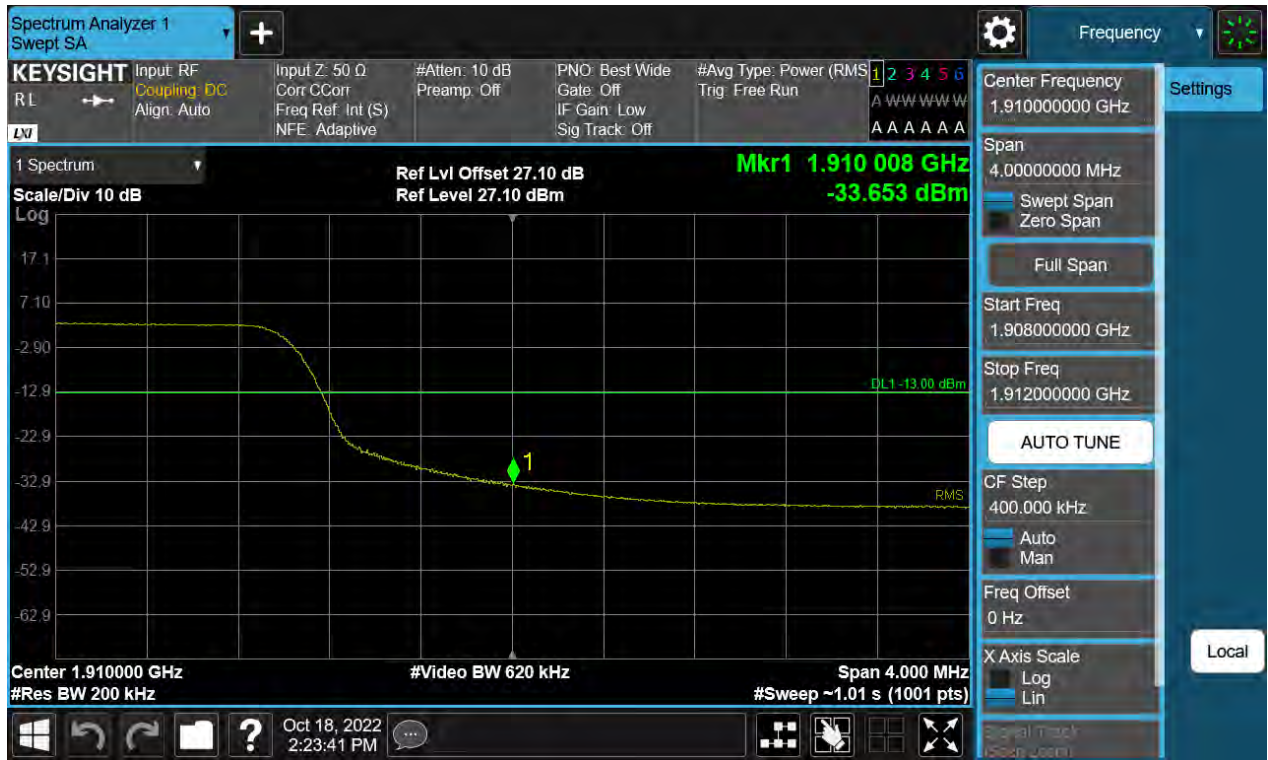 Spectrum Analyzer 1
Swept SA
+
Frequency
KEYSIGHT
RL
LXI
Input: RF
Coupling: DC
Align: Auto
Input Z: 50 Ω
Corr CCorr
Freq Ref: Int (S)
NFE: Adaptive
#Atten: 10 dB
Preamp: Off
PNO: Best Wide
Gate: Off
IF Gain: Low
Sig Track: Off
#Avg Type: Power (RMS
Trig: Free Run
1 2 3 4 5 6
A W W W W W
A A A A A A
1 Spectrum
Scale/Div 10 dB
Ref Lvl Offset 27.10 dB
Ref Level 27.10 dBm
Mkr1 1.910 008 GHz
-33.653 dBm
Log
17.1
7.10
-2.90
-12.9
-22.9
-32.9
-42.9
-52.9
-62.9
DL1 -13.00 dBm
1
RMS
Center 1.910000 GHz
#Res BW 200 kHz
#Video BW 620 kHz
Span 4.000 MHz
#Sweep ~1.01 s (1001 pts)
Center Frequency
1.910000000 GHz
Settings
Span
4.00000000 MHz
Swept Span
Zero Span
Full Span
Start Freq
1.908000000 GHz
Stop Freq
1.912000000 GHz
AUTO TUNE
CF Step
400.000 kHz
Auto
Man
Freq Offset
0 Hz
X Axis Scale
Log
Lin
Signal Track
(Span Zoom)
Local
?
Oct 18, 2022
2:23:41 PM